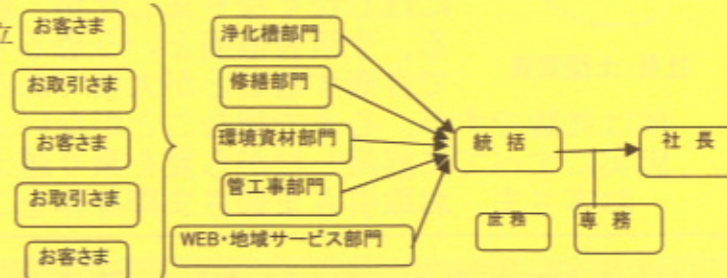 立
お客さま
お取引さま
お客さま
お取引さま
お客さま
浄化槽部門
修繕部門
環境資材部門
管工事部門
WEB・地域サービス部門
統 括
庶 務
専 務
社 長